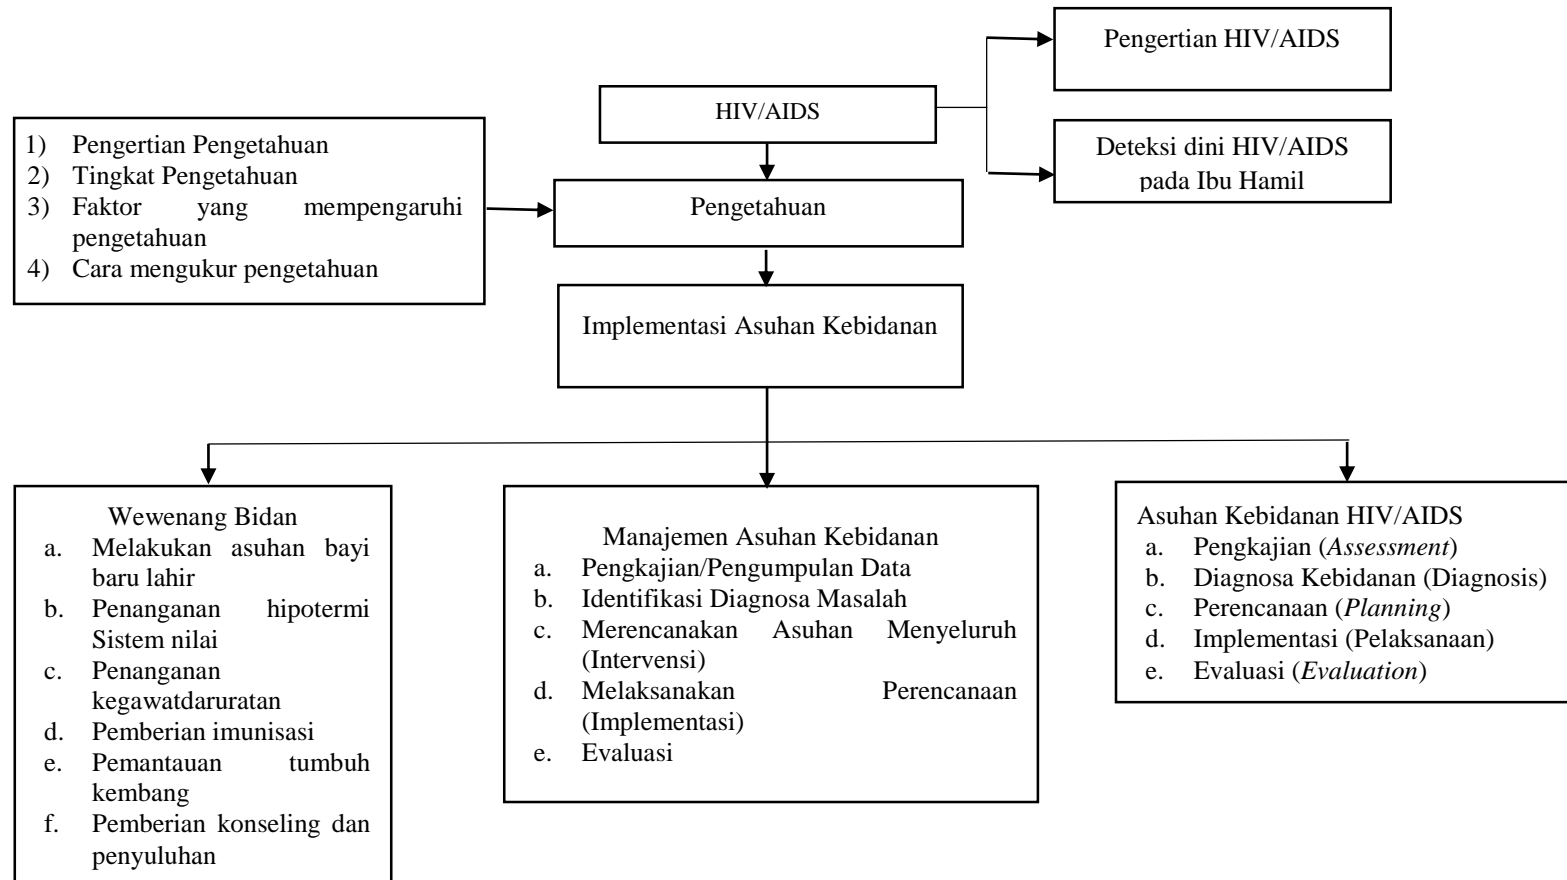 Pengertian HIV/AIDS
HIV/AIDS
Deteksi dini HIV/AIDS
pada Ibu Hamil
1) Pengertian Pengetahuan
2) Tingkat Pengetahuan
3) Faktor yang mempengaruhi
pengetahuan
4) Cara mengukur pengetahuan
Pengetahuan
Implementasi Asuhan Kebidanan
Wewenang Bidan
a. Melakukan asuhan bayi
baru lahir
b. Penanganan hipotermi
Sistem nilai
c. Penanganan
kegawatdaruratan
d. Pemberian imunisasi
e. Pemantauan tumbuh
kembang
f. Pemberian konseling dan
penyuluhan
Manajemen Asuhan Kebidanan
a. Pengkajian/Pengumpulan Data
b. Identifikasi Diagnosa Masalah
c. Merencanakan Asuhan Menyeluruh
(Intervensi)
d. Melaksanakan Perencanaan
(Implementasi)
e. Evaluasi
Asuhan Kebidanan HIV/AIDS
a. Pengkajian (Assessment)
b. Diagnosa Kebidanan (Diagnosis)
c. Perencanaan (Planning)
d. Implementasi (Pelaksanaan)
e. Evaluasi (Evaluation)